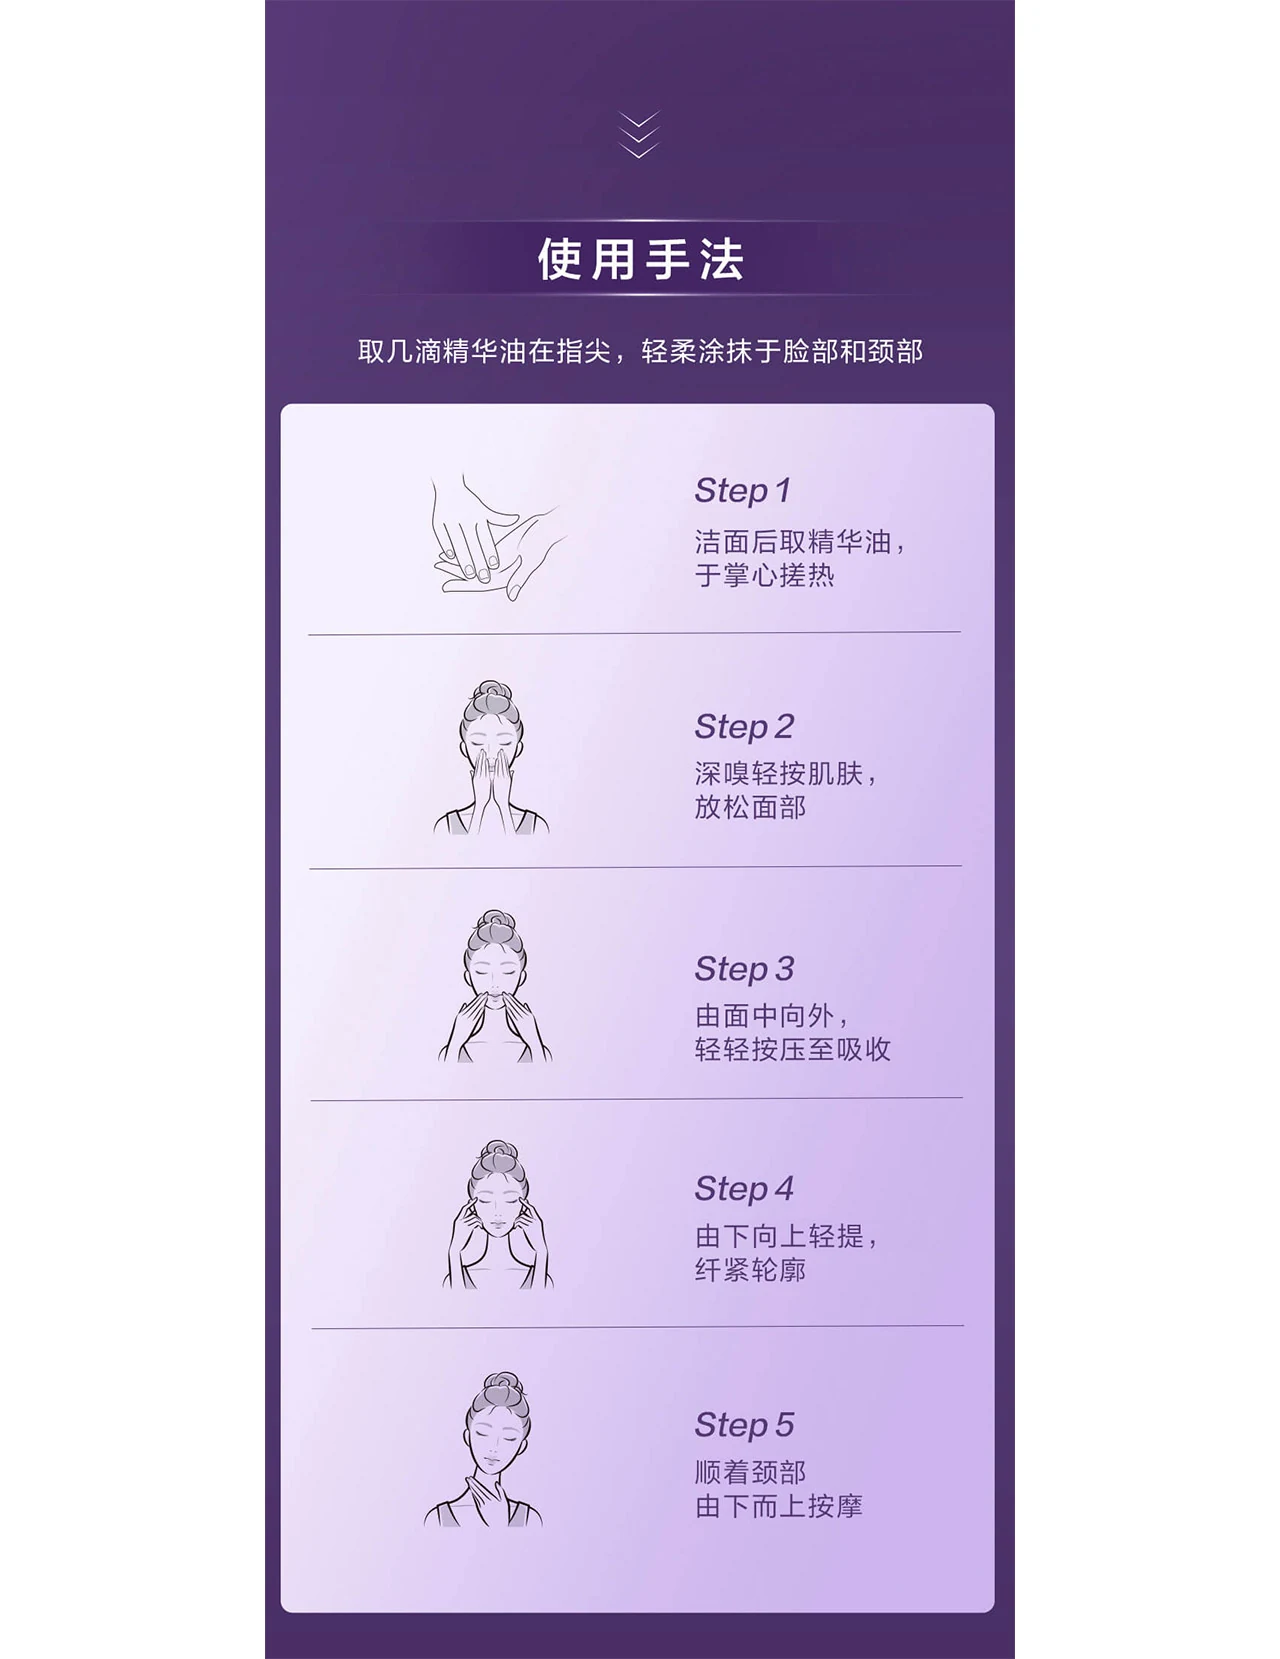 使用手法
取几滴精华油在指尖，轻柔涂抹于脸部和颈部
Step 1
洁面后取精华油，
于掌心搓热
Step 2
深嗅轻按肌肤，
放松面部
Step 3
由面中向外，
轻轻按压至吸收
Step 4
由下向上轻提，
纤紧轮廓
Step 5
顺着颈部
由下而上按摩